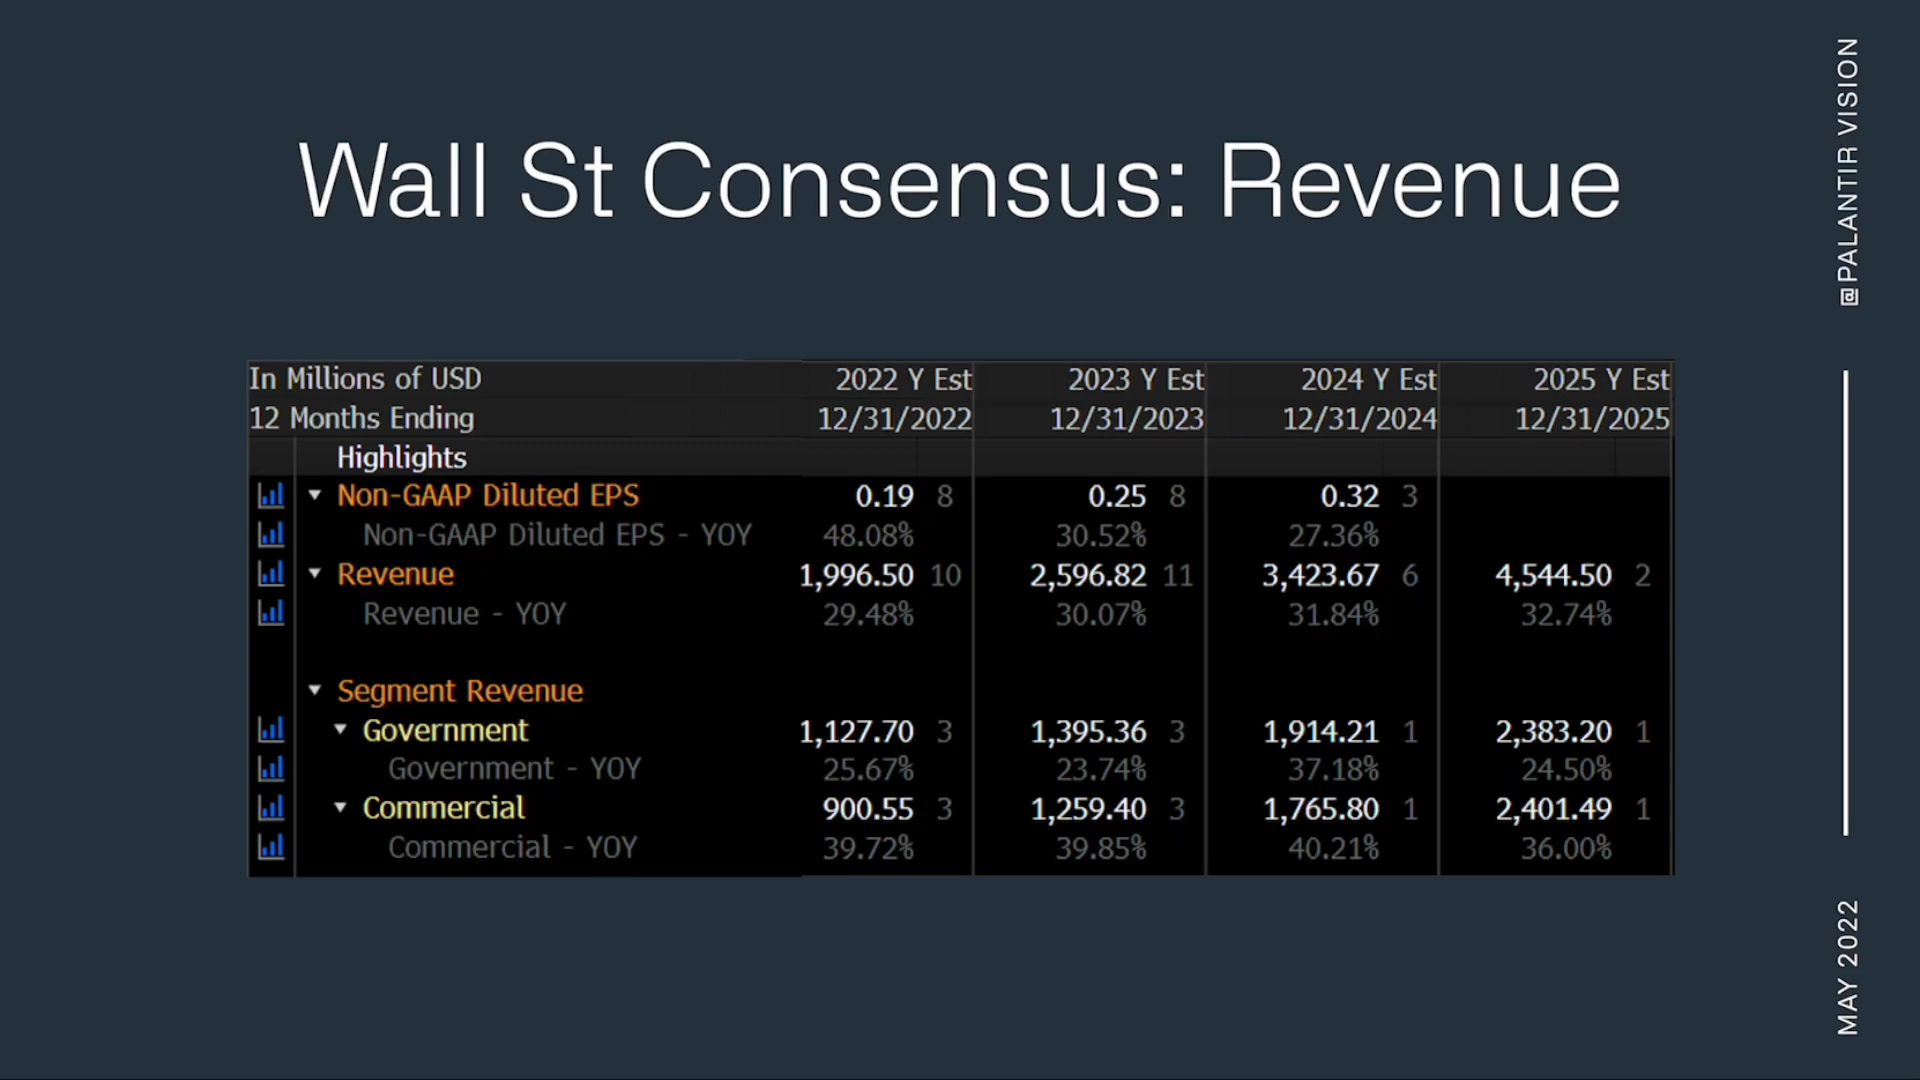 Wall St Consensus: Revenue
@PALANTIR VISION
In Millions of USD 2022 Y Est 2023 Y Est 2024 Y Est 2025 Y Est
12 Months Ending 12/31/2022 12/31/2023 12/31/2024 12/31/2025
Highlights
Non-GAAP Diluted EPS 0.19 8 0.25 8 0.32 3
Non-GAAP Diluted EPS - YOY 48.08% 30.52% 27.36%
Revenue 1,996.50 10 2,596.82 11 3,423.67 6 4,544.50 2
Revenue - YOY 29.48% 30.07% 31.84% 32.74%
Segment Revenue
Government 1,127.70 3 1,395.36 3 1,914.21 1 2,383.20 1
Government - YOY 25.67% 23.74% 37.18% 24.50%
Commercial 900.55 3 1,259.40 3 1,765.80 1 2,401.49 1
Commercial - YOY 39.72% 39.85% 40.21% 36.00%
MAY 2022